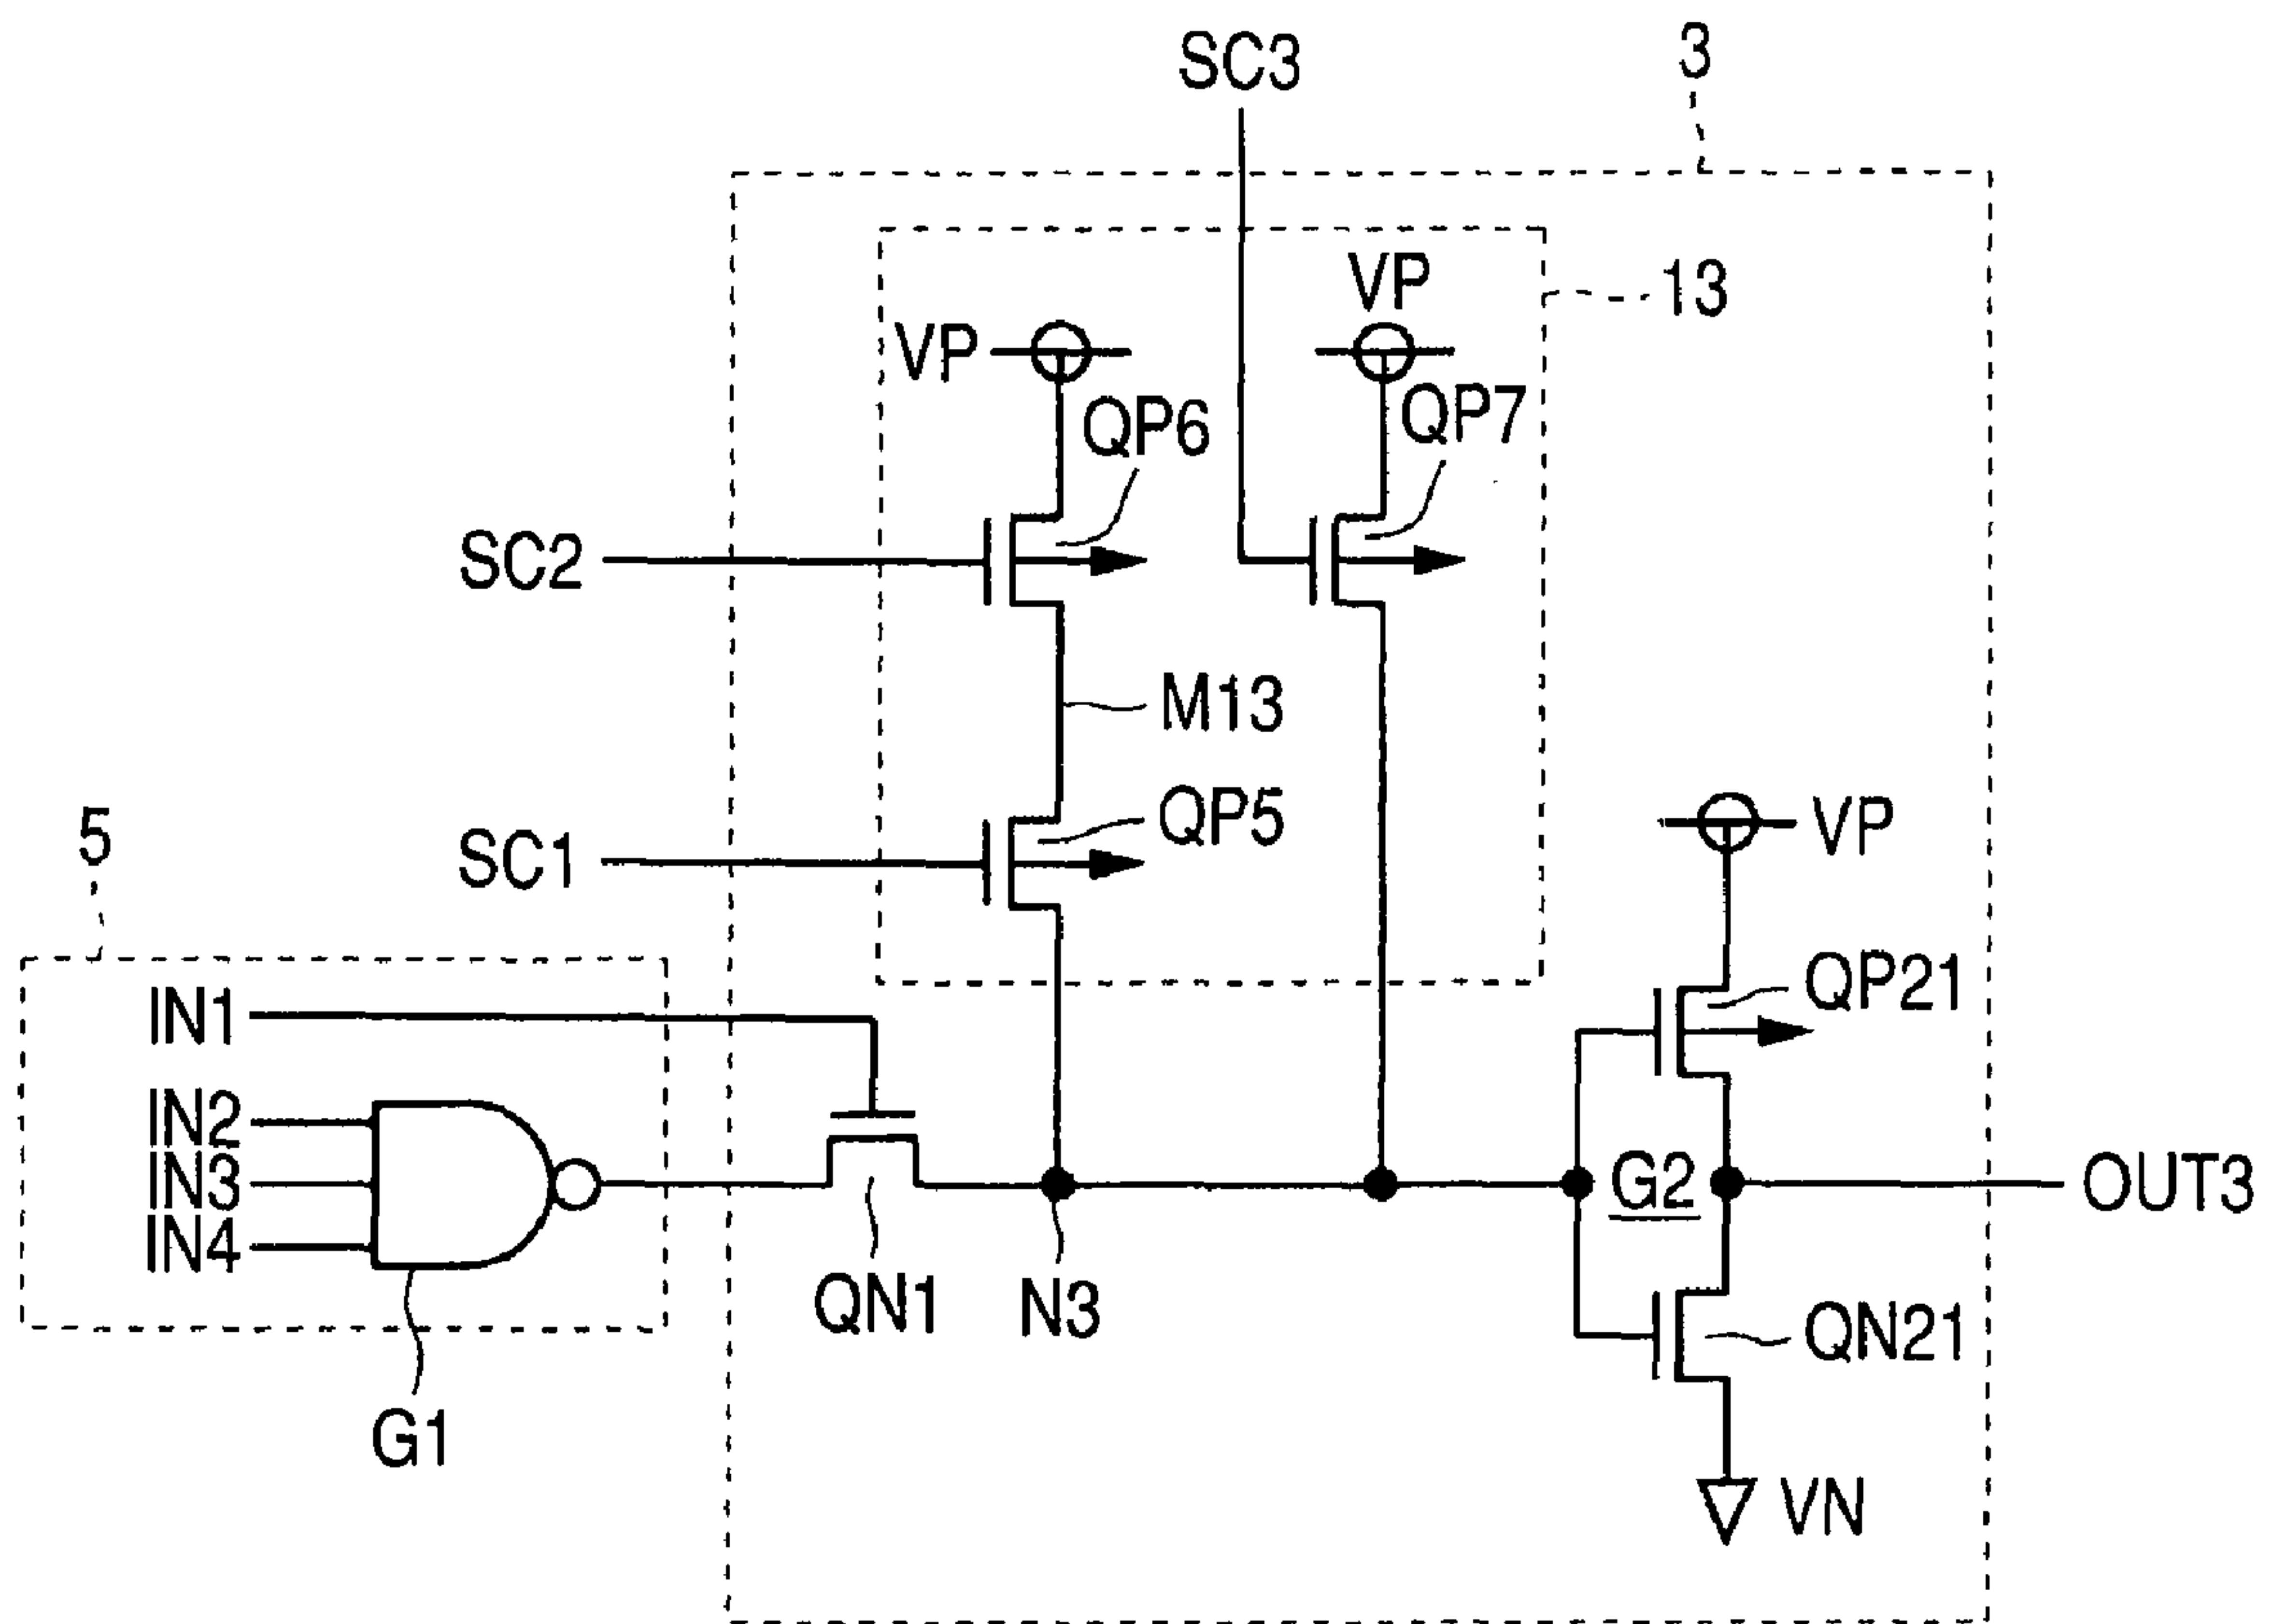 3
SC3
VP
13
VP
QP6
QP7
SC2
M13
QP5
VP
5
SC1
QP21
IN1
IN2
IN3
IN4
G2
OUT3
QN1
N3
QN21
G1
VN